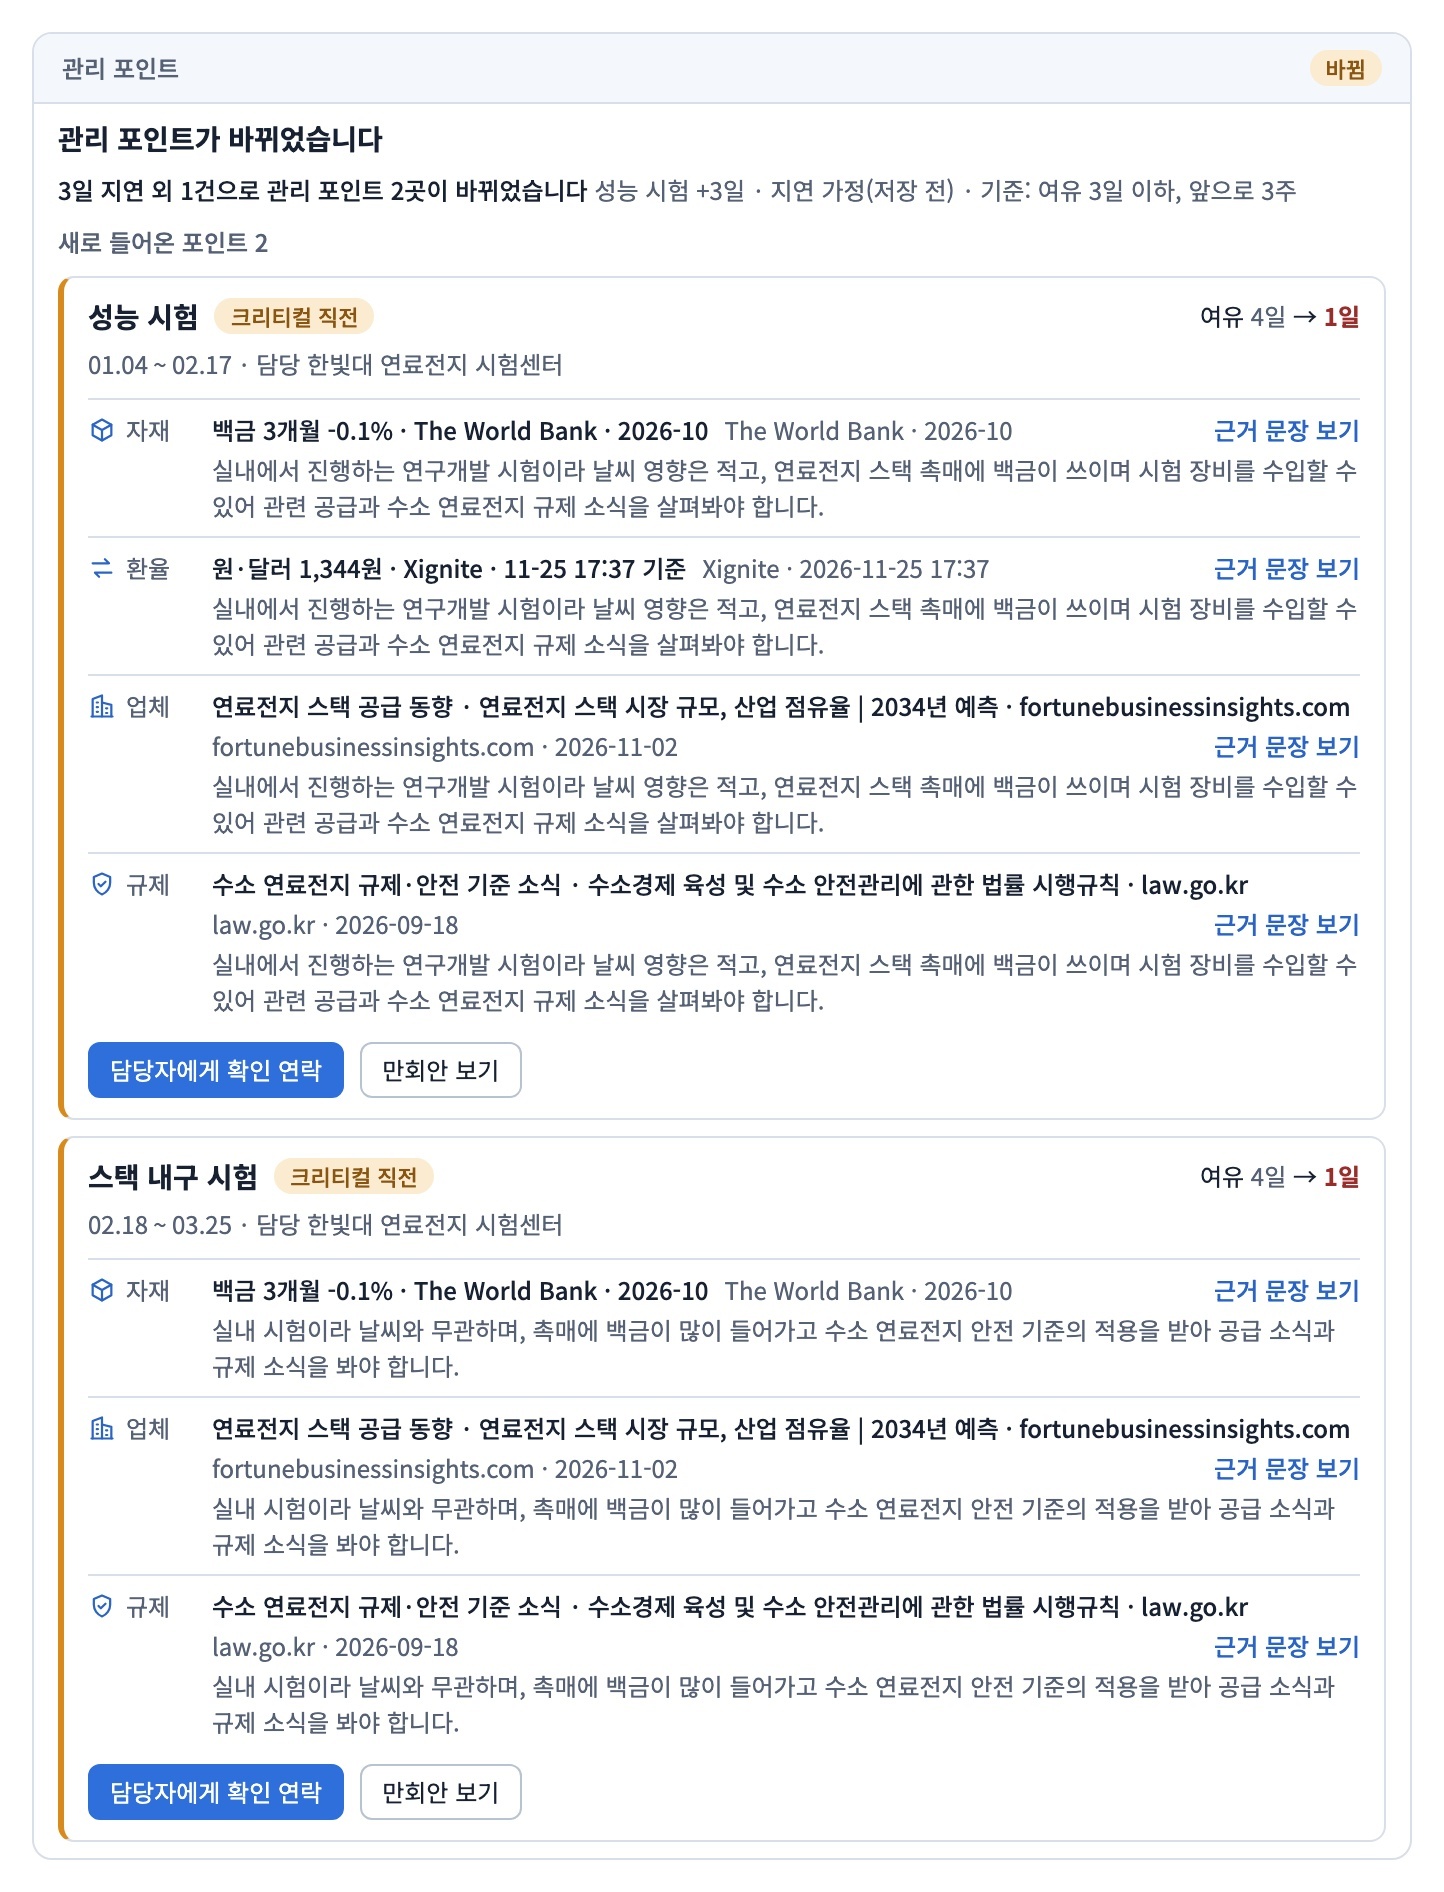 관리 포인트
바뀜
관리 포인트가 바뀌었습니다
3일 지연 외 1건으로 관리 포인트 2곳이 바뀌었습니다 성능 시험 +3일 · 지연 가정(저장 전) · 기준: 여유 3일 이하, 앞으로 3주
새로 들어온 포인트 2
성능 시험 크리티컬 직전 여유 4일 → 1일
01.04 ~ 02.17 · 담당 한빛대 연료전지 시험센터
자재 백금 3개월 -0.1% · The World Bank · 2026-10 The World Bank · 2026-10 근거 문장 보기
실내에서 진행하는 연구개발 시험이라 날씨 영향은 적고, 연료전지 스택 촉매에 백금이 쓰이며 시험 장비를 수입할 수
있어 관련 공급과 수소 연료전지 규제 소식을 살펴봐야 합니다.
환율 원·달러 1,344원 · Xignite · 11-25 17:37 기준 Xignite · 2026-11-25 17:37 근거 문장 보기
실내에서 진행하는 연구개발 시험이라 날씨 영향은 적고, 연료전지 스택 촉매에 백금이 쓰이며 시험 장비를 수입할 수
있어 관련 공급과 수소 연료전지 규제 소식을 살펴봐야 합니다.
업체 연료전지 스택 공급 동향 · 연료전지 스택 시장 규모, 산업 점유율 | 2034년 예측 · fortunebusinessinsights.com
fortunebusinessinsights.com · 2026-11-02 근거 문장 보기
실내에서 진행하는 연구개발 시험이라 날씨 영향은 적고, 연료전지 스택 촉매에 백금이 쓰이며 시험 장비를 수입할 수
있어 관련 공급과 수소 연료전지 규제 소식을 살펴봐야 합니다.
규제 수소 연료전지 규제·안전 기준 소식 · 수소경제 육성 및 수소 안전관리에 관한 법률 시행규칙 · law.go.kr
law.go.kr · 2026-09-18 근거 문장 보기
실내에서 진행하는 연구개발 시험이라 날씨 영향은 적고, 연료전지 스택 촉매에 백금이 쓰이며 시험 장비를 수입할 수
있어 관련 공급과 수소 연료전지 규제 소식을 살펴봐야 합니다.
담당자에게 확인 연락 만회안 보기
스택 내구 시험 크리티컬 직전 여유 4일 → 1일
02.18 ~ 03.25 · 담당 한빛대 연료전지 시험센터
자재 백금 3개월 -0.1% · The World Bank · 2026-10 The World Bank · 2026-10 근거 문장 보기
실내 시험이라 날씨와 무관하며, 촉매에 백금이 많이 들어가고 수소 연료전지 안전 기준의 적용을 받아 공급 소식과
규제 소식을 봐야 합니다.
업체 연료전지 스택 공급 동향 · 연료전지 스택 시장 규모, 산업 점유율 | 2034년 예측 · fortunebusinessinsights.com
fortunebusinessinsights.com · 2026-11-02 근거 문장 보기
실내 시험이라 날씨와 무관하며, 촉매에 백금이 많이 들어가고 수소 연료전지 안전 기준의 적용을 받아 공급 소식과
규제 소식을 봐야 합니다.
규제 수소 연료전지 규제·안전 기준 소식 · 수소경제 육성 및 수소 안전관리에 관한 법률 시행규칙 · law.go.kr
law.go.kr · 2026-09-18 근거 문장 보기
실내 시험이라 날씨와 무관하며, 촉매에 백금이 많이 들어가고 수소 연료전지 안전 기준의 적용을 받아 공급 소식과
규제 소식을 봐야 합니다.
담당자에게 확인 연락 만회안 보기